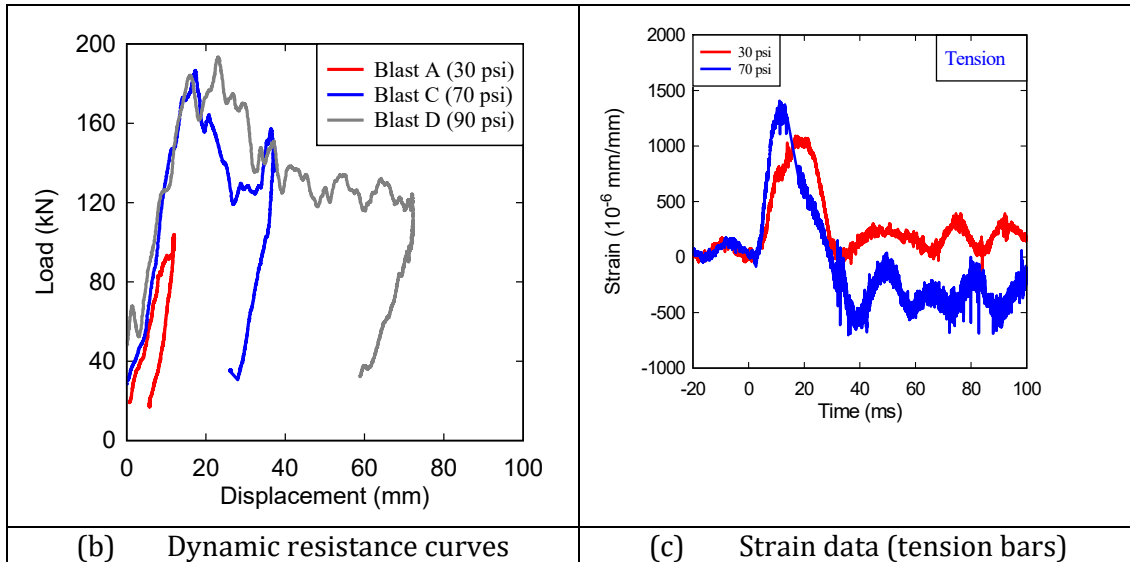 200
160
120
80
40
0
Load (kN)
Blast A (30 psi)
Blast C (70 psi)
Blast D (90 psi)
0 20 40 60 80 100
Displacement (mm)
2000
1500
1000
500
0
-500
-1000
Strain (10-6 mm/mm)
30 psi
70 psi
Tension
-20 0 20 40 60 80 100
Time (ms)
(b) Dynamic resistance curves
(c) Strain data (tension bars)